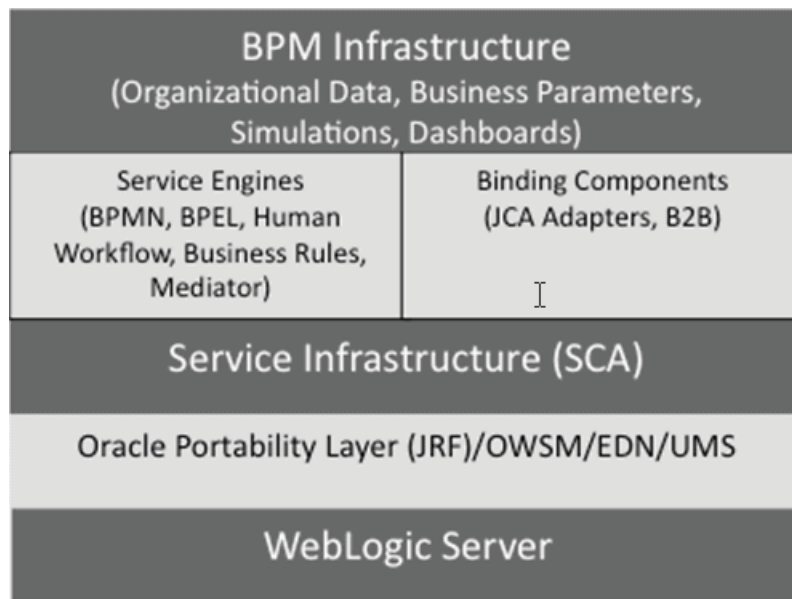 BPM Infrastructure
(Organizational Data, Business Parameters,
Simulations, Dashboards)
Service Engines
(BPMN, BPEL, Human
Workflow, Business Rules,
Mediator)
Binding Components
(JCA Adapters, B2B)
Service Infrastructure (SCA)
Oracle Portability Layer (JRF)/OWSM/EDN/UMS
WebLogic Server